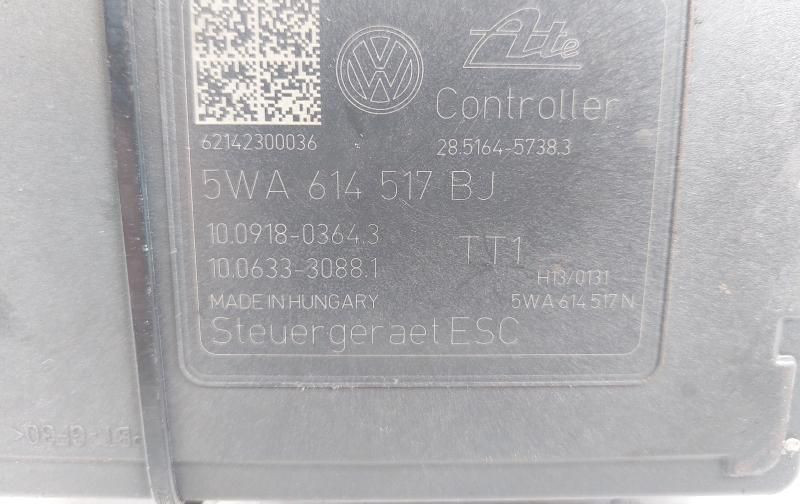 Ate
Controller
62142300036
28.5164-5738.3
5WA 614 517 BJ
10.0918-0364.3
TT1
10.0633-3088.1
H13/0131
MADE IN HUNGARY
5WA 614 517 N
Steuergeraet ESC